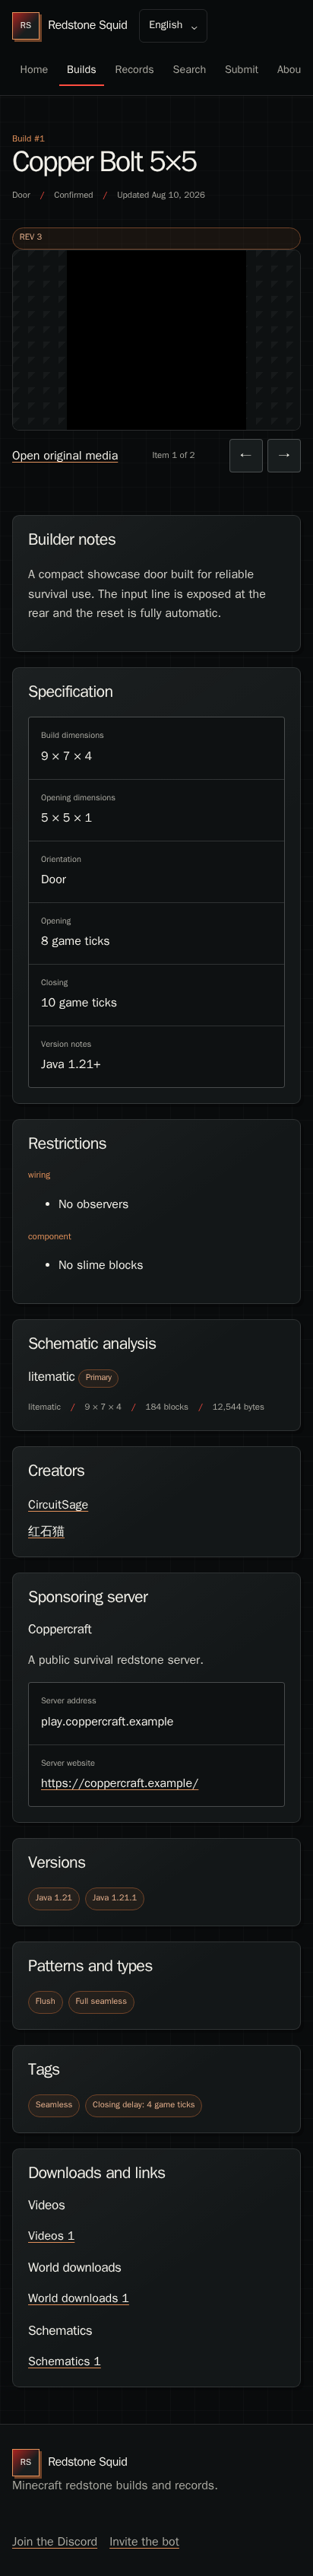 RS Redstone Squid English
Home Builds Records Search Submit Abou
Build #1
Copper Bolt 5×5
Door / Confirmed / Updated Aug 10, 2026
REV 3
Open original media Item 1 of 2 ← →
Builder notes
A compact showcase door built for reliable
survival use. The input line is exposed at the
rear and the reset is fully automatic.
Specification
Build dimensions
9 × 7 × 4
Opening dimensions
5 × 5 × 1
Orientation
Door
Opening
8 game ticks
Closing
10 game ticks
Version notes
Java 1.21+
Restrictions
wiring
• No observers
component
• No slime blocks
Schematic analysis
litematic Primary
litematic / 9 × 7 × 4 / 184 blocks / 12,544 bytes
Creators
CircuitSage
红石猫
Sponsoring server
Coppercraft
A public survival redstone server.
Server address
play.coppercraft.example
Server website
https://coppercraft.example/
Versions
Java 1.21 Java 1.21.1
Patterns and types
Flush Full seamless
Tags
Seamless Closing delay: 4 game ticks
Downloads and links
Videos
Videos 1
World downloads
World downloads 1
Schematics
Schematics 1
RS Redstone Squid
Minecraft redstone builds and records.
Join the Discord Invite the bot